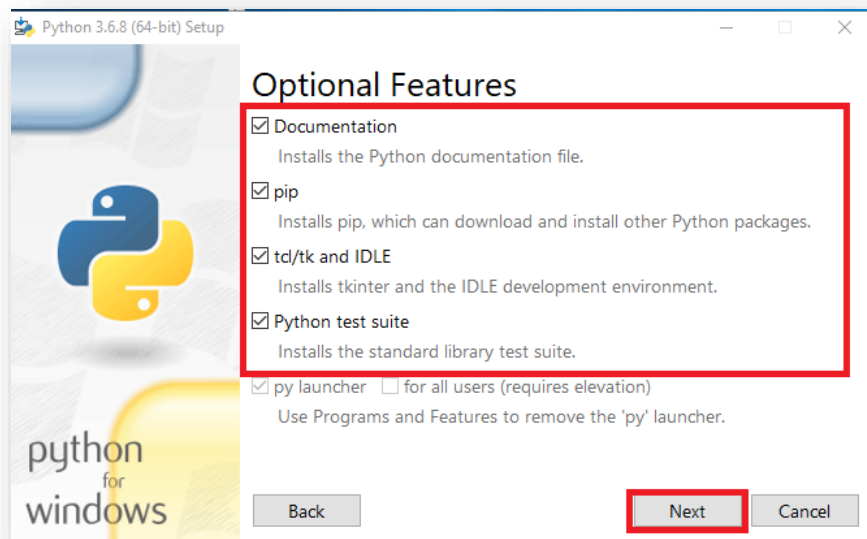 Python 3.6.8 (64-bit) Setup
Optional Features
Documentation
Installs the Python documentation file.
pip
Installs pip, which can download and install other Python packages.
tcl/tk and IDLE
Installs tkinter and the IDLE development environment.
Python test suite
Installs the standard library test suite.
py launcher for all users (requires elevation)
Use Programs and Features to remove the 'py' launcher.
python
for
windows
Back Next Cancel